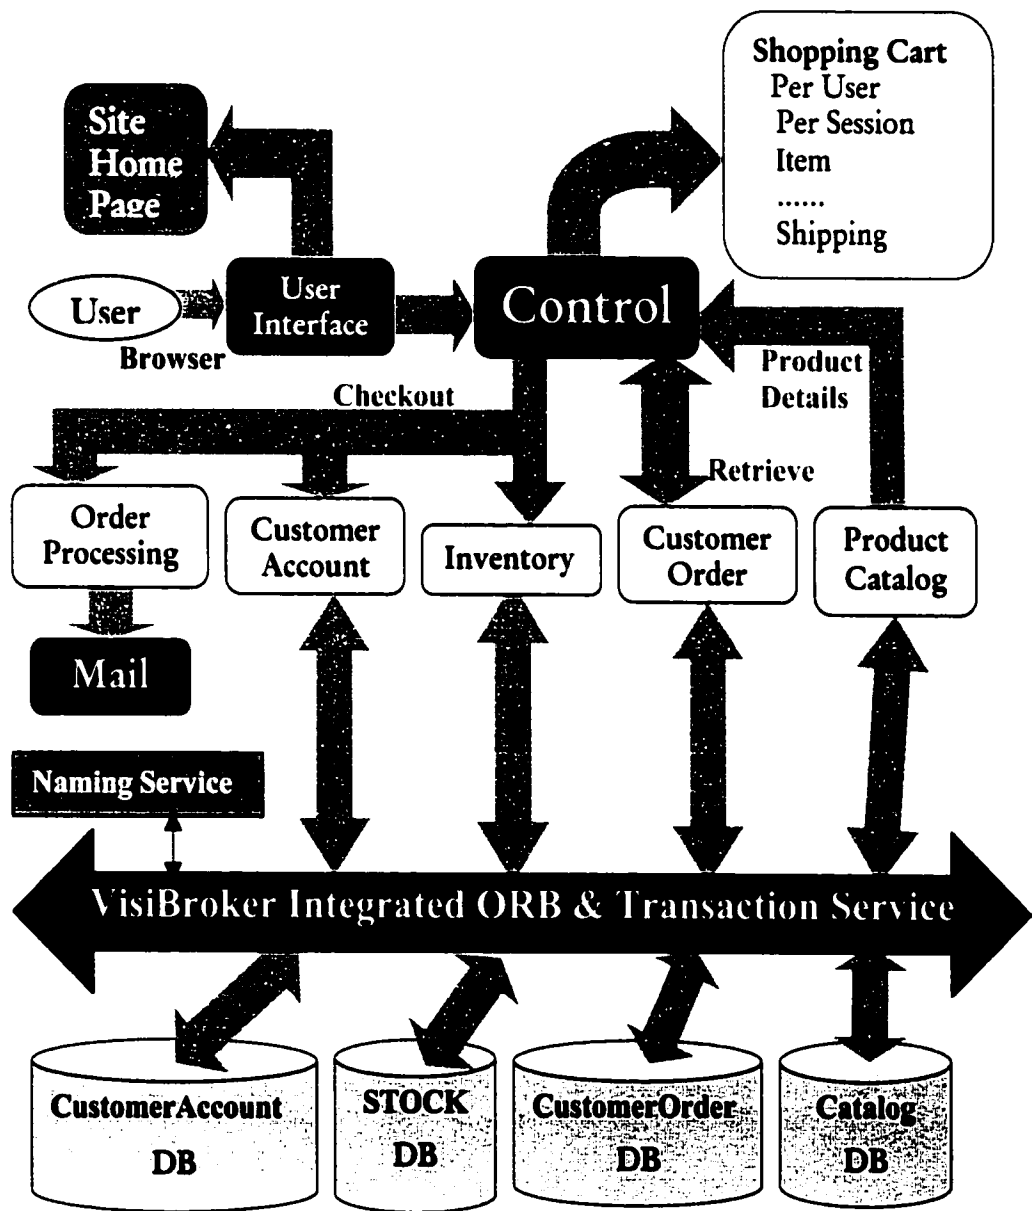 Shopping Cart
Per User
Per Session
Item
......
Shipping
Site
Home
Page
User
Interface
Control
User
Browser
Product
Details
Checkout
Retrieve
Order
Processing
Customer
Account
Inventory
Customer
Order
Product
Catalog
Mail
Naming Service
VisiBroker Integrated ORB & Transaction Service
CustomerAccount
DB
STOCK
DB
CustomerOrder
DB
Catalog
DB